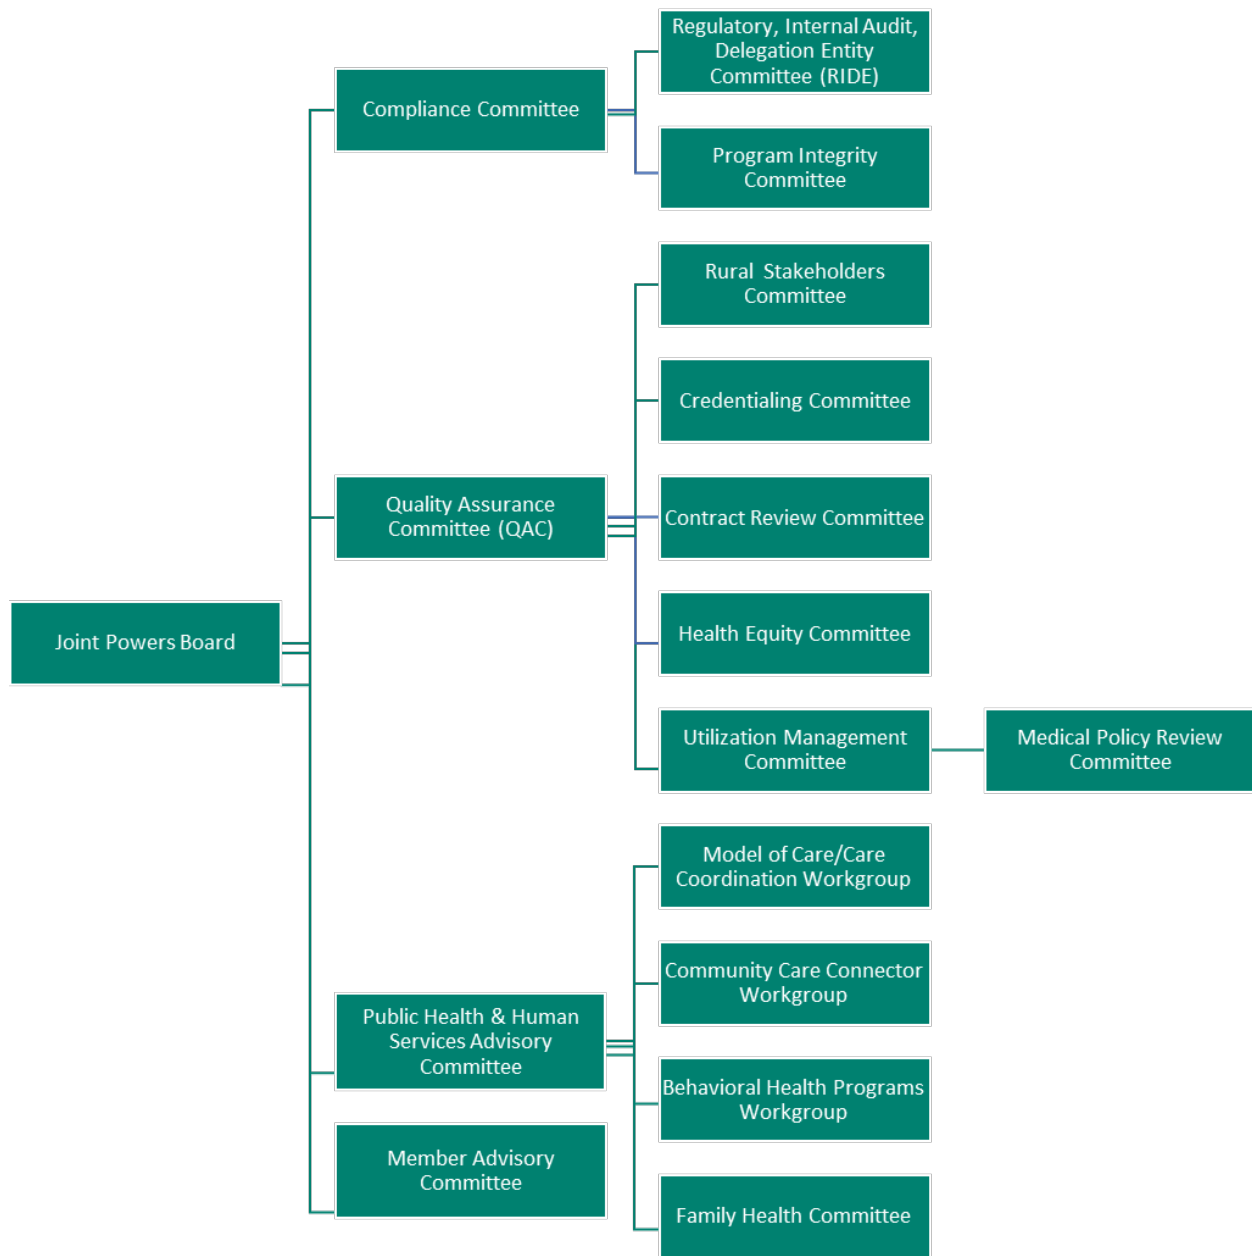 Regulatory, Internal Audit,
Delegation Entity
Committee (RIDE)
Compliance Committee
Program Integrity
Committee
Rural  Stakeholders
Committee
Credentialing Committee
Quality Assurance
Committee (QAC)
Contract Review Committee
Joint Powers Board
Health Equity Committee
Utilization Management
Committee
Medical Policy Review
Committee
Model of Care/Care
Coordination Workgroup
Community Care Connector
Workgroup
Public Health & Human
Services Advisory
Committee
Behavioral Health Programs
Workgroup
Member Advisory
Committee
Family Health Committee